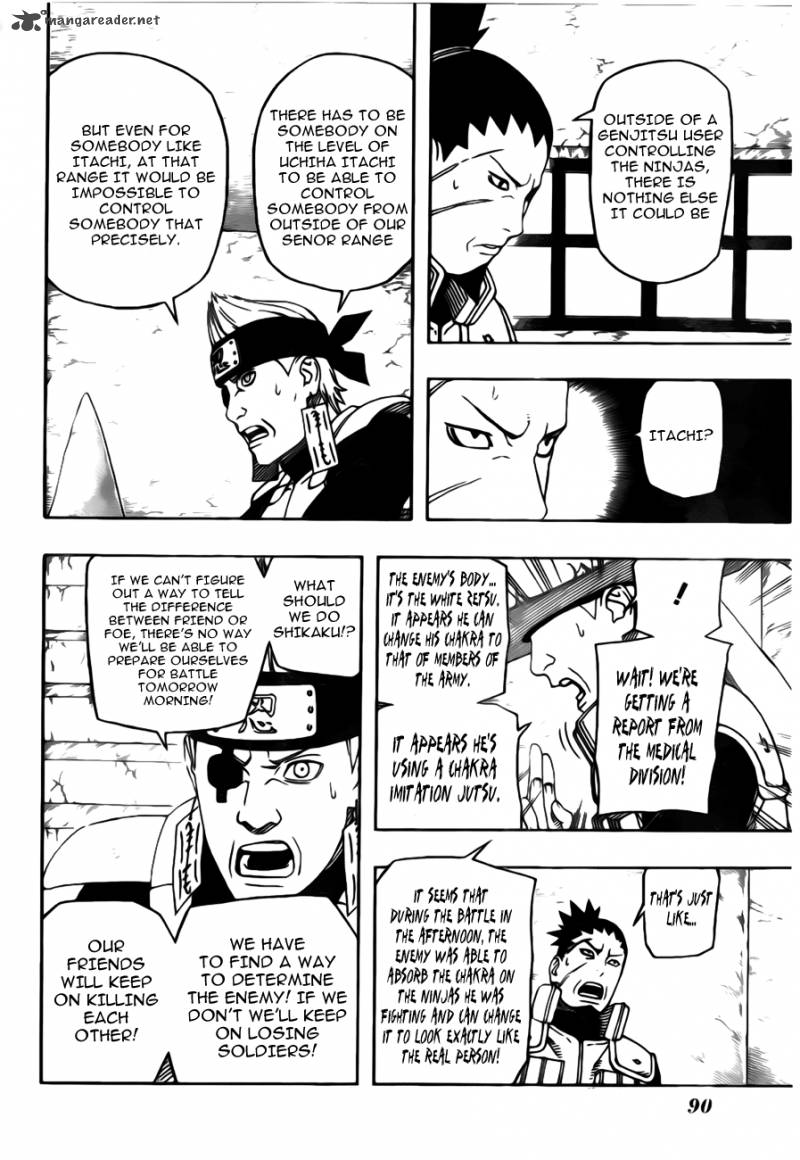 mangareader.net
OUTSIDE OF A
GENJITSU USER
CONTROLLING
THE NINJAS,
THERE IS
NOTHING ELSE
IT COULD BE
THERE HAS TO BE
SOMEBODY ON
THE LEVEL OF
UCHIHA ITACHI
TO BE ABLE TO
CONTROL
SOMEBODY FROM
OUTSIDE OF OUR
SENOR RANGE
BUT EVEN FOR
SOMEBODY LIKE
ITACHI, AT THAT
RANGE IT WOULD BE
IMPOSSIBLE TO
CONTROL
SOMEBODY THAT
PRECISELY.
ITACHI?
!
WAIT! WE'RE
GETTING A
REPORT FROM
THE MEDICAL
DIVISION!
THE ENEMY'S BODY...
IT'S THE WHITE RETSU.
IT APPEARS HE CAN
CHANGE HIS CHAKRA TO
THAT OF MEMBERS OF
THE ARMY.
IT APPEARS HE'S
USING A CHAKRA
IMITATION JUTSU.
THAT'S JUST
LIKE...
IT SEEMS THAT
DURING THE BATTLE IN
THE AFTERNOON, THE
ENEMY WAS ABLE TO
ABSORB THE CHAKRA ON
THE NINJAS HE WAS
FIGHTING AND CAN CHANGE
IT TO LOOK EXACTLY LIKE
THE REAL PERSON!
WHAT
SHOULD
WE DO
SHIKAKU!?
IF WE CAN'T FIGURE
OUT A WAY TO TELL
THE DIFFERENCE
BETWEEN FRIEND OR
FOE, THERE'S NO WAY
WE'LL BE ABLE TO
PREPARE OURSELVES
FOR BATTLE
TOMORROW
MORNING!
WE HAVE
TO FIND A WAY
TO DETERMINE
THE ENEMY! IF WE
DON'T WE'LL KEEP
ON LOSING
SOLDIERS!
OUR
FRIENDS
WILL KEEP
ON KILLING
EACH
OTHER!
90